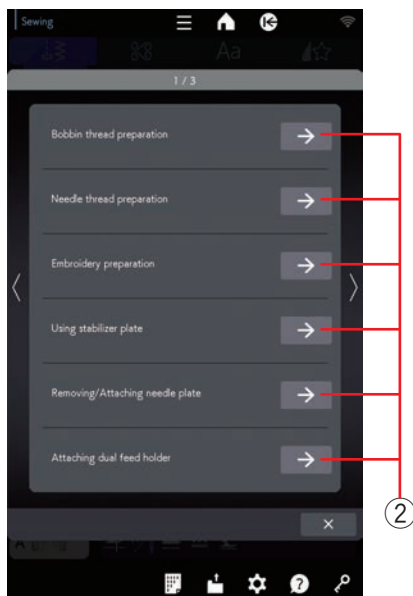 Sewing
Aa
1 / 3
Bobbin thread preparation
Needle thread preparation
Embroidery preparation
Using stabilizer plate
Removing/Attaching needle plate
Attaching dual feed holder
②